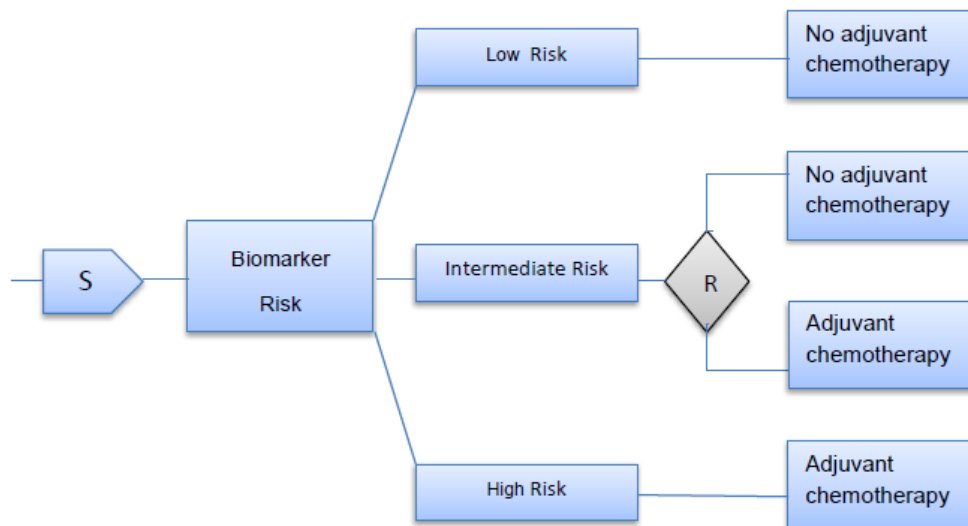 Low Risk
No adjuvant
chemotherapy
No adjuvant
chemotherapy
S
Biomarker
Risk
Intermediate Risk
R
Adjuvant
chemotherapy
High Risk
Adjuvant
chemotherapy